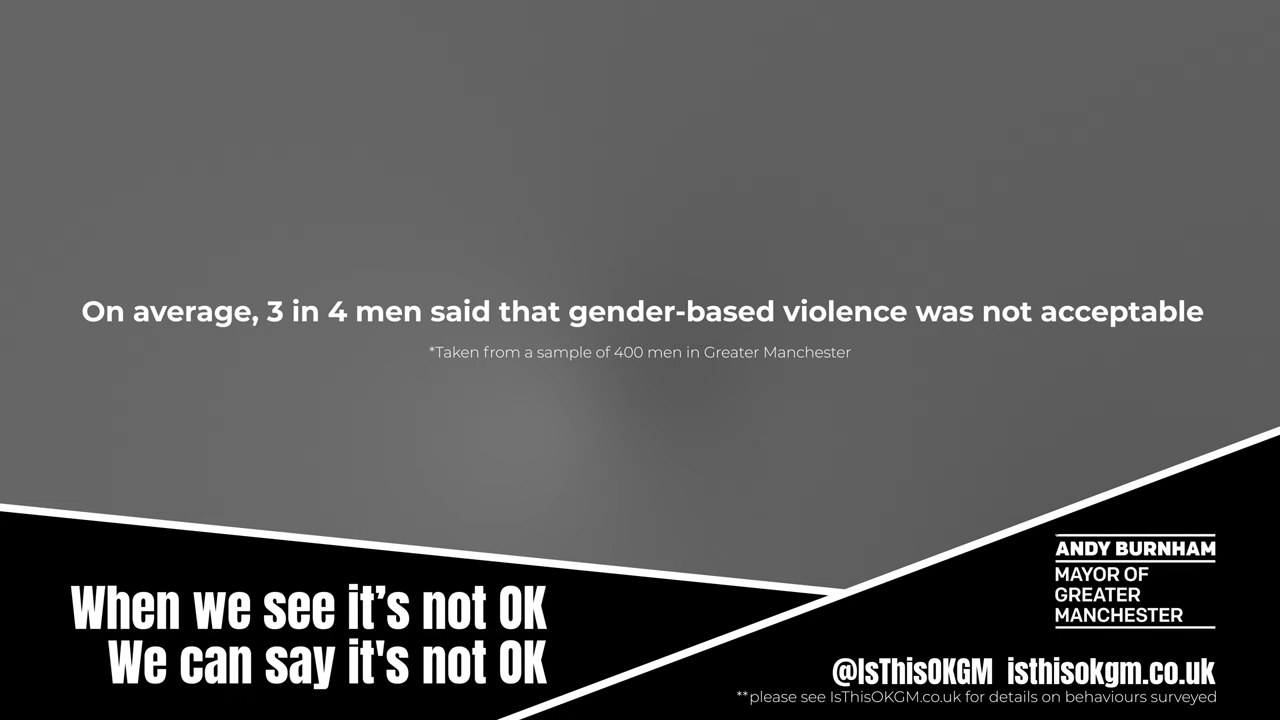 On average, 3 in 4 men said that gender-based violence was not acceptable
*Taken from a sample of 400 men in Greater Manchester
When we see it’s not OK
We can say it's not OK
ANDY BURNHAM
MAYOR OF
GREATER
MANCHESTER
@IsThisOKGM isthisokgm.co.uk
**please see IsThisOKGM.co.uk for details on behaviours surveyed